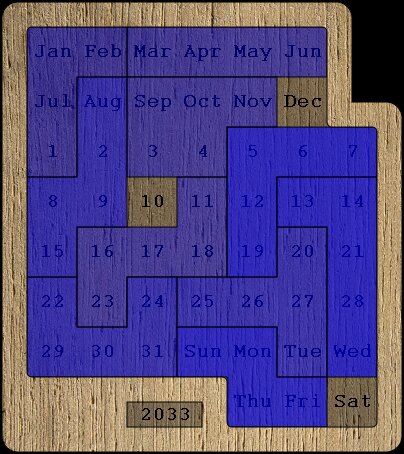 Jan Feb Mar Apr May Jun
Jul Aug Sep Oct Nov Dec
1 2 3 4 5 6 7
8 9 10 11 12 13 14
15 16 17 18 19 20 21
22 23 24 25 26 27 28
29 30 31 Sun Mon Tue Wed
Thu Fri Sat
2033